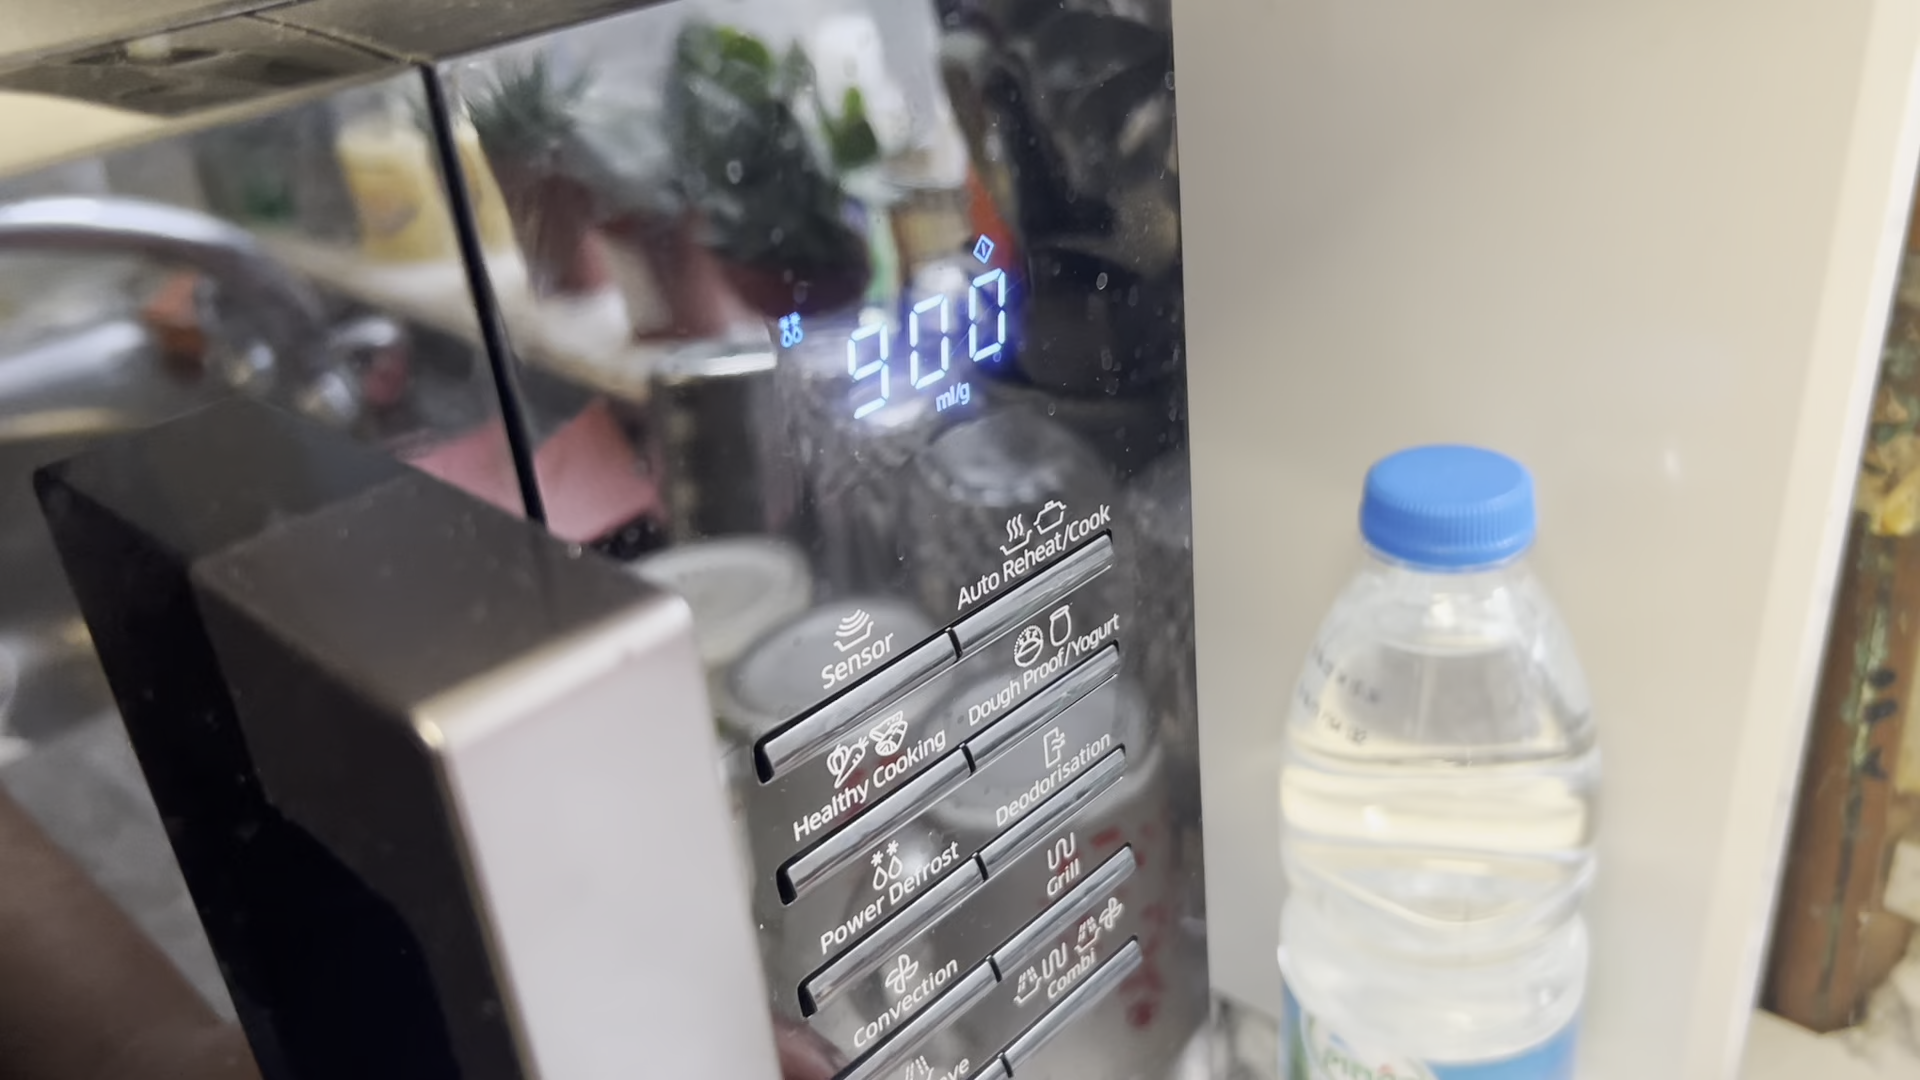 900
ml/g
Auto Reheat/Cook
Sensor
Dough Proof/Yogurt
Healthy Cooking
Deodorisation
Power Defrost
Grill
Convection
Combi